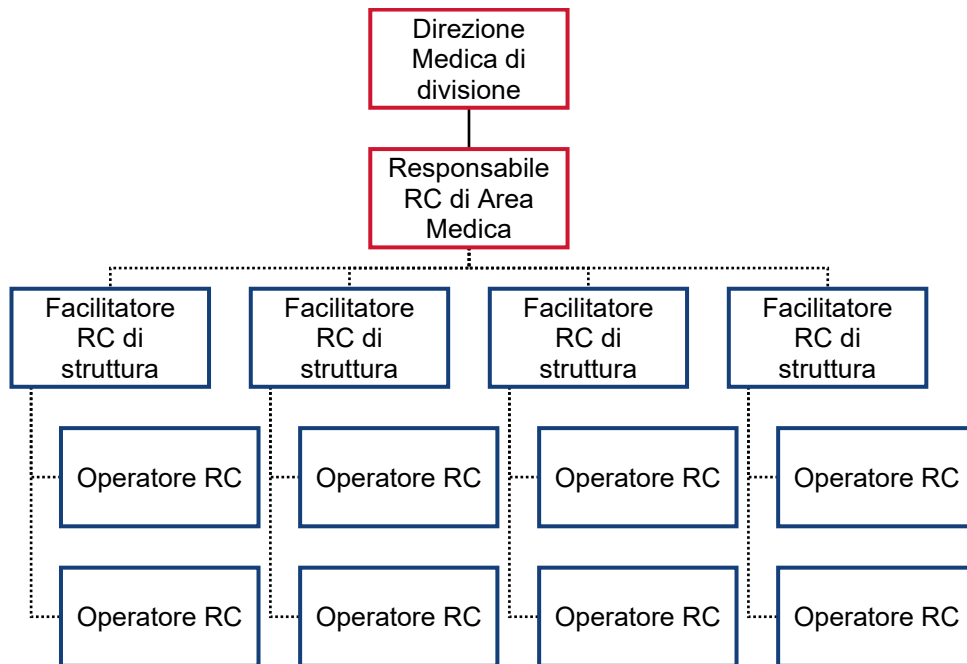 Direzione
Medica di
divisione
Responsabile
RC di Area
Medica
Facilitatore
RC di
struttura
Facilitatore
RC di
struttura
Facilitatore
RC di
struttura
Facilitatore
RC di
struttura
Operatore RC
Operatore RC
Operatore RC
Operatore RC
Operatore RC
Operatore RC
Operatore RC
Operatore RC